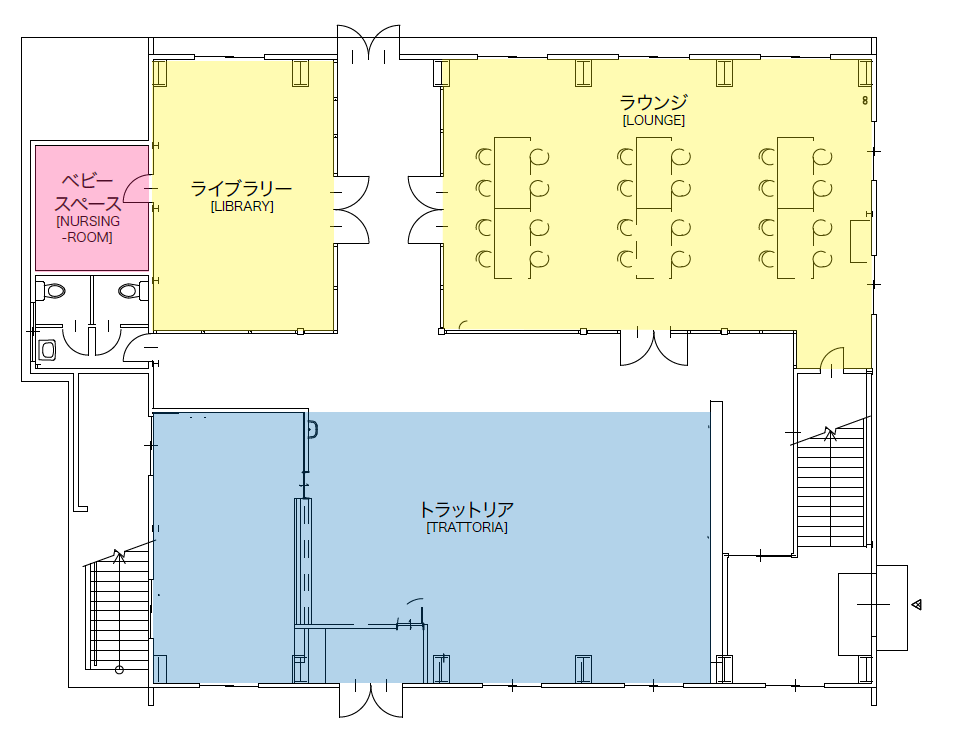 ラウンジ
[LOUNGE]
ベビー
スペース
[NURSING
-ROOM]
ライブラリー
[LIBRARY]
トラットリア
[TRATTORIA]